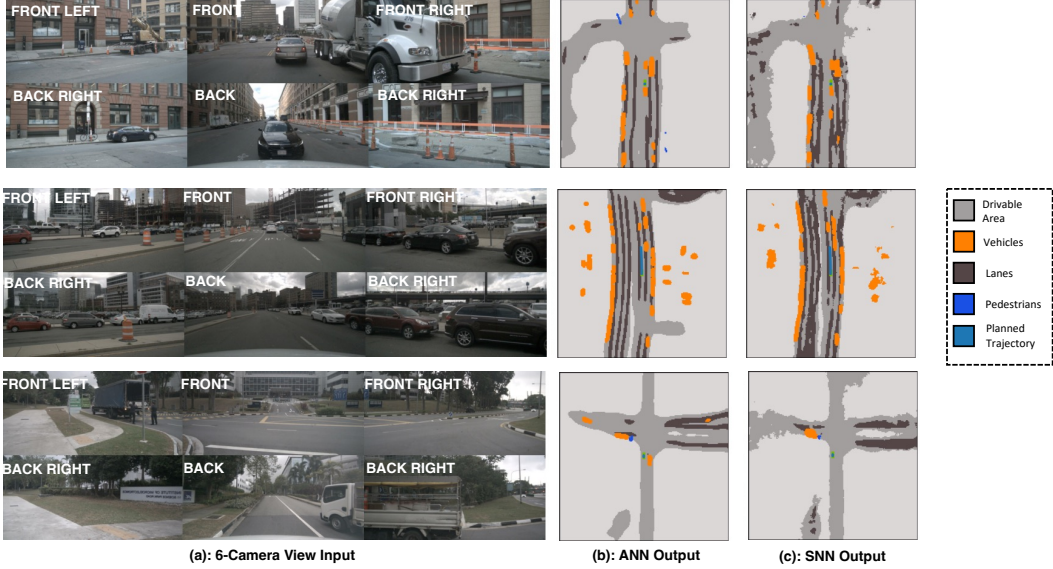 FRONT LEFT
FRONT
FRONT RIGHT
BACK RIGHT
BACK
BACK RIGHT
FRONT LEFT
FRONT
FRONT RIGHT
BACK RIGHT
BACK
BACK RIGHT
FRONT LEFT
FRONT
FRONT RIGHT
BACK RIGHT
BACK
BACK RIGHT
Drivable
Area
Vehicles
Lanes
Pedestrians
Planned
Trajectory
(a): 6-Camera View Input
(b): ANN Output
(c): SNN Output